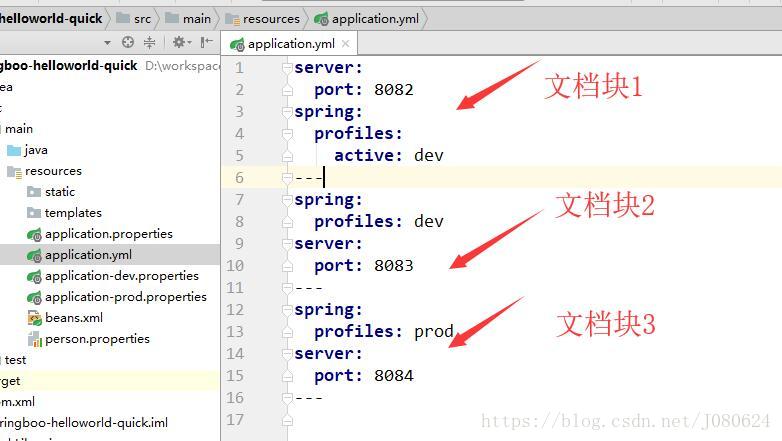 helloworld-quick src main resources application.yml
application.yml
gboo-helloworld-quick D:\workspace
ea
main
java
resources
static
templates
application.properties
application.yml
application-dev.properties
application-prod.properties
beans.xml
person.properties
test
rget
om.xml
ringboo-helloworld-quick.iml
1 server:
2 port: 8082
3 spring:
4 profiles:
5 active: dev
6 ---
7 spring:
8 profiles: dev
9 server:
10 port: 8083
11 ---
12 spring:
13 profiles: prod
14 server:
15 port: 8084
16 ---
17
文档块1
文档块2
文档块3
https://blog.csdn.net/J080624